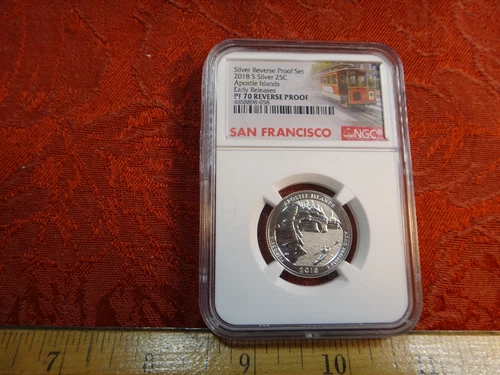 Silver Reverse Proof Set
2018 S Silver 25C
Apostle Islands
Early Releases
PF 70 REVERSE PROOF
SAN FRANCISCO
NGC
APOSTLE ISLANDS
2018
7 8 9 10